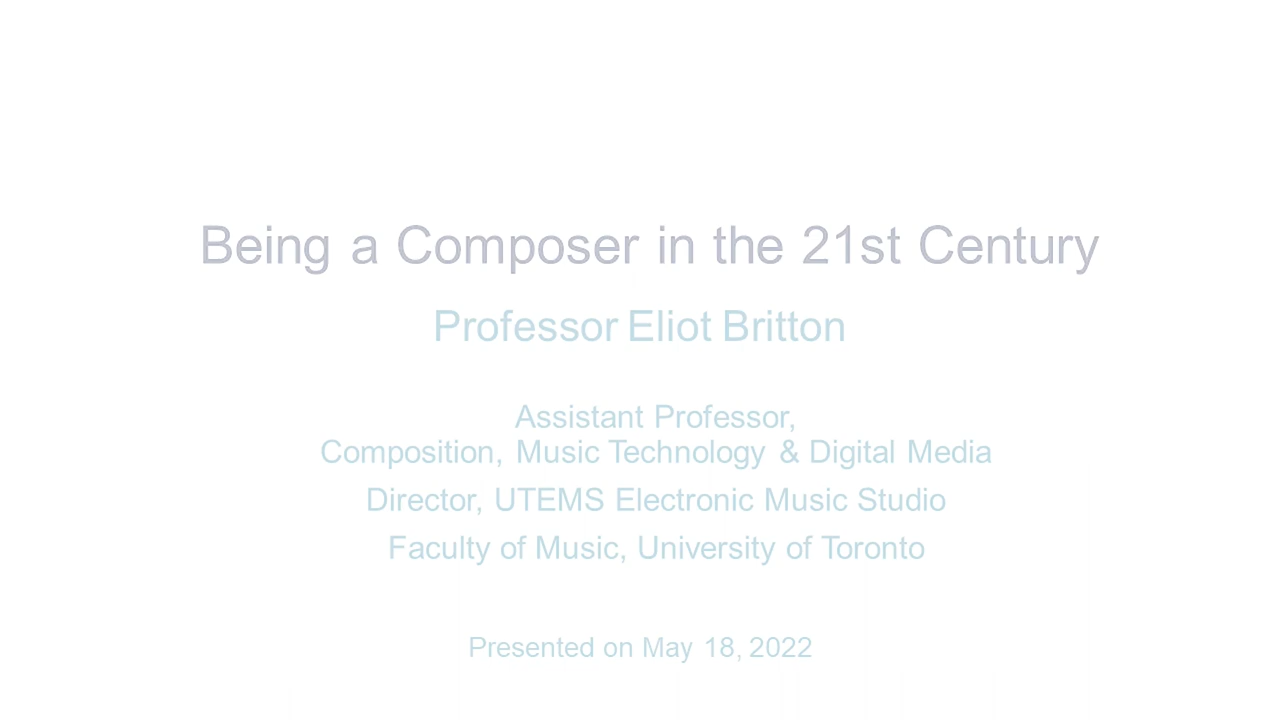 Being a Composer in the 21st Century
Professor Eliot Britton
Assistant Professor,
Composition, Music Technology & Digital Media
Director, UTEMS Electronic Music Studio
Faculty of Music, University of Toronto
Presented on May 18, 2022